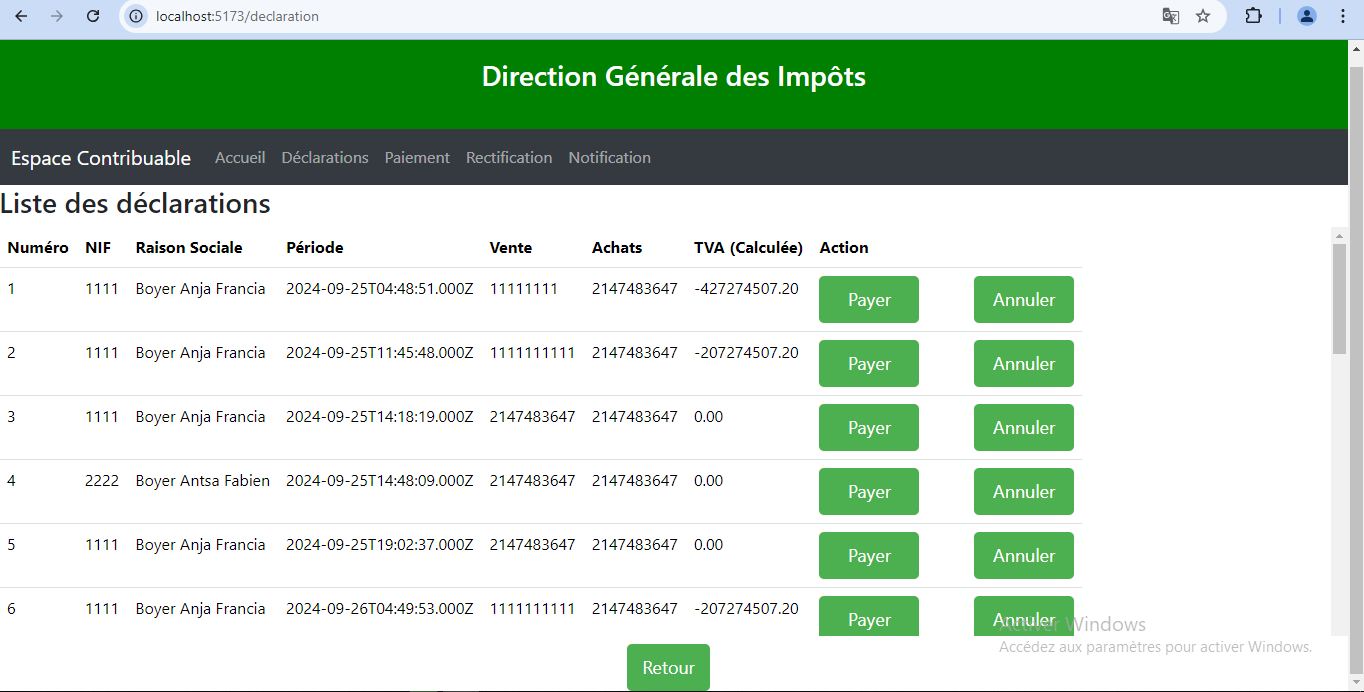 localhost:5173/declaration
Direction Générale des Impôts
Espace Contribuable Accueil Déclarations Paiement Rectification Notification
Liste des déclarations
Numéro NIF Raison Sociale Période Vente Achats TVA (Calculée) Action
1 1111 Boyer Anja Francia 2024-09-25T04:48:51.000Z 11111111 2147483647 -427274507.20 Payer Annuler
2 1111 Boyer Anja Francia 2024-09-25T11:45:48.000Z 1111111111 2147483647 -207274507.20 Payer Annuler
3 1111 Boyer Anja Francia 2024-09-25T14:18:19.000Z 2147483647 2147483647 0.00 Payer Annuler
4 2222 Boyer Antsa Fabien 2024-09-25T14:48:09.000Z 2147483647 2147483647 0.00 Payer Annuler
5 1111 Boyer Anja Francia 2024-09-25T19:02:37.000Z 2147483647 2147483647 0.00 Payer Annuler
6 1111 Boyer Anja Francia 2024-09-26T04:49:53.000Z 1111111111 2147483647 -207274507.20 Payer Annuler
Activer Windows
Accédez aux paramètres pour activer Windows.
Retour